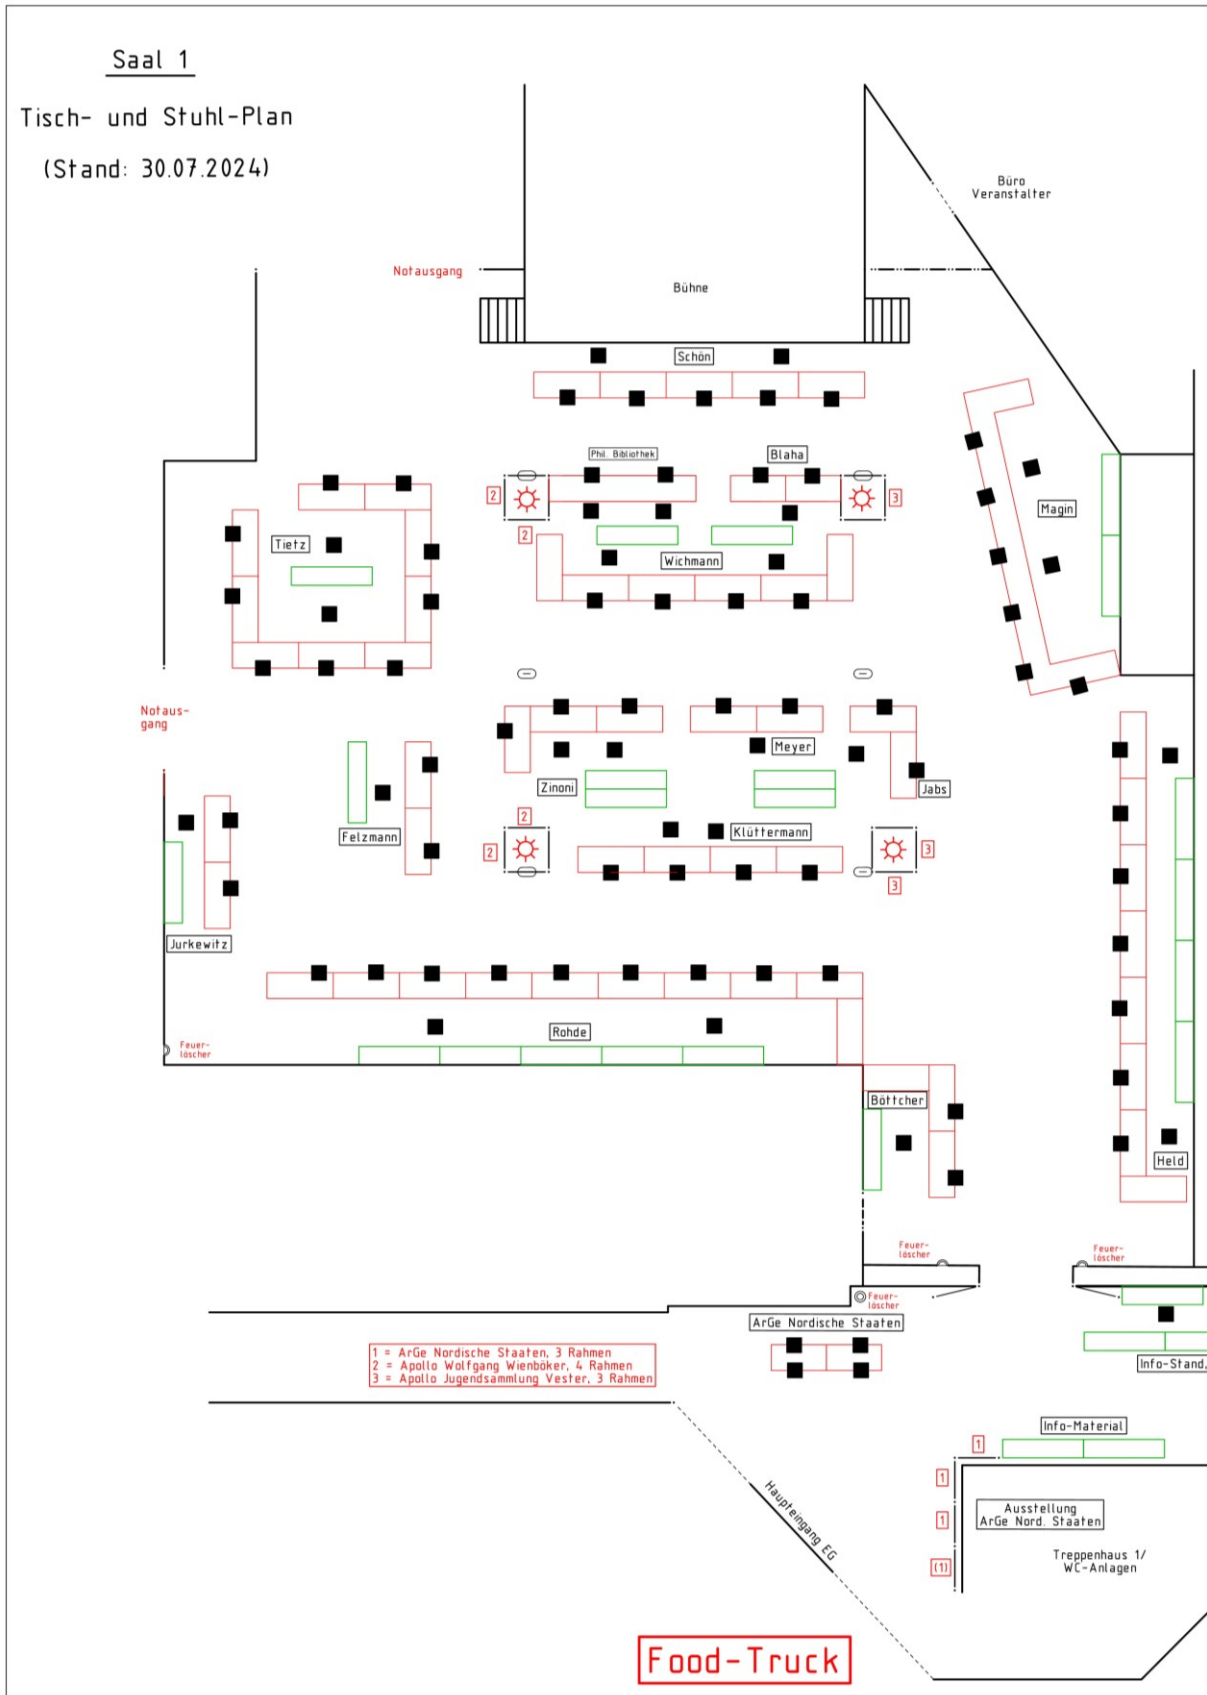 Saal 1
Tisch- und Stuhl-Plan
(Stand: 30.07.2024)
Büro
Veranstalter
Notausgang
Bühne
Schön
Phil. Bibliothek
Blaha
2
3
Magin
2
Tietz
Wichmann
Notaus-
gang
Meyer
Zinoni
Jabs
2
Felzmann
Klüttermann
2
3
3
Jurkewitz
Rohde
Feuer-
löscher
Böttcher
Held
Feuer-
löscher
Feuer-
löscher
Feuer-
löscher
ArGe Nordische Staaten
1 = ArGe Nordische Staaten, 3 Rahmen
2 = Apollo Wolfgang Wienböker, 4 Rahmen
3 = Apollo Jugendsammlung Vester, 3 Rahmen
Info-Stand,
Info-Material
1
1
Haupteingang EG
Ausstellung
ArGe Nord. Staaten
1
Treppenhaus 1/
WC-Anlagen
(1)
Food-Truck